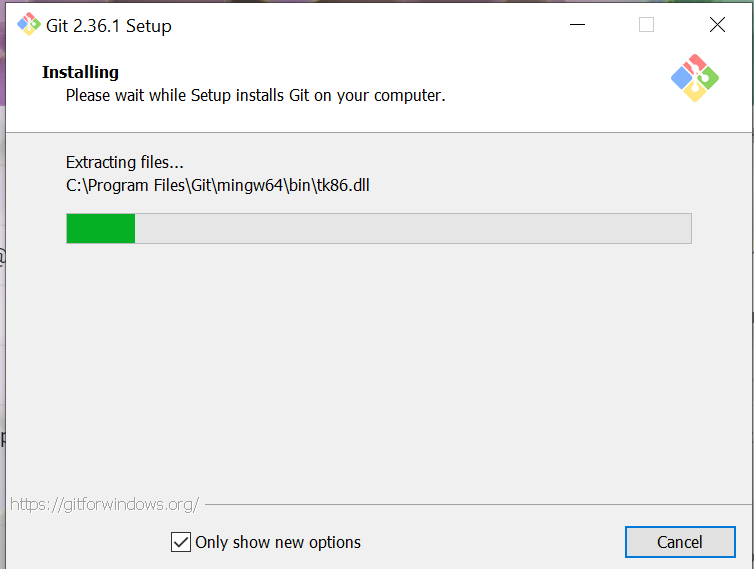 Git 2.36.1 Setup
Installing
Please wait while Setup installs Git on your computer.
Extracting files...
C:\Program Files\Git\mingw64\bin\tk86.dll
https://gitforwindows.org/
Only show new options
Cancel